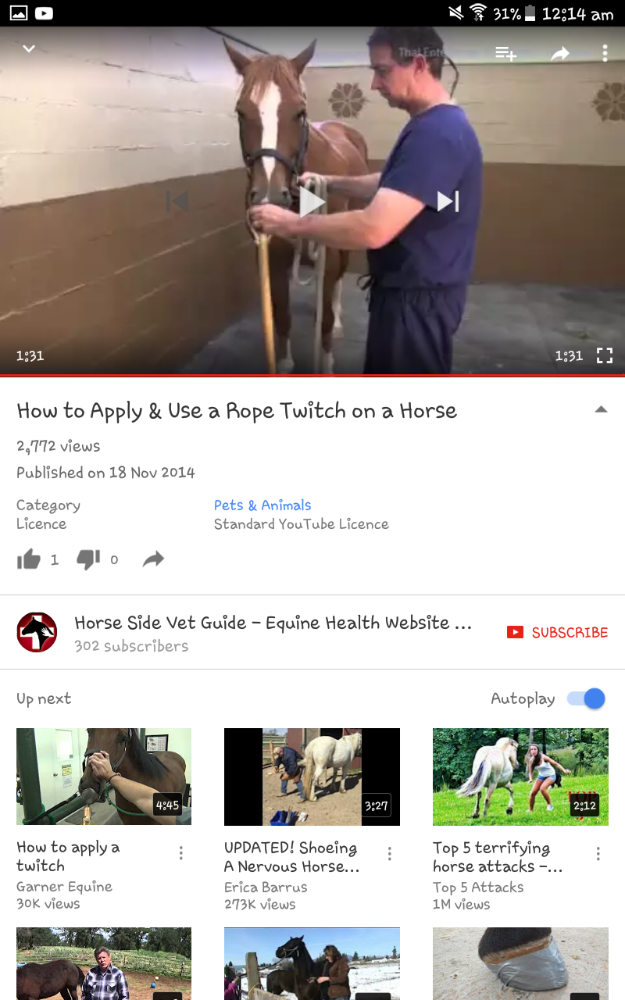 31% 12:14 am
1:31
1:31
How to Apply & Use a Rope Twitch on a Horse
2,772 views
Published on 18 Nov 2014
Category
Pets & Animals
Licence
Standard YouTube Licence
1
0
Horse Side Vet Guide - Equine Health Website ...
302 subscribers
SUBSCRIBE
Up next
Autoplay
4:45
How to apply a
twitch
Garner Equine
30K views
3:27
UPDATED! Shoeing
A Nervous Horse...
Erica Barrus
273K views
2:12
Top 5 terrifying
horse attacks -...
Top 5 Attacks
1M views